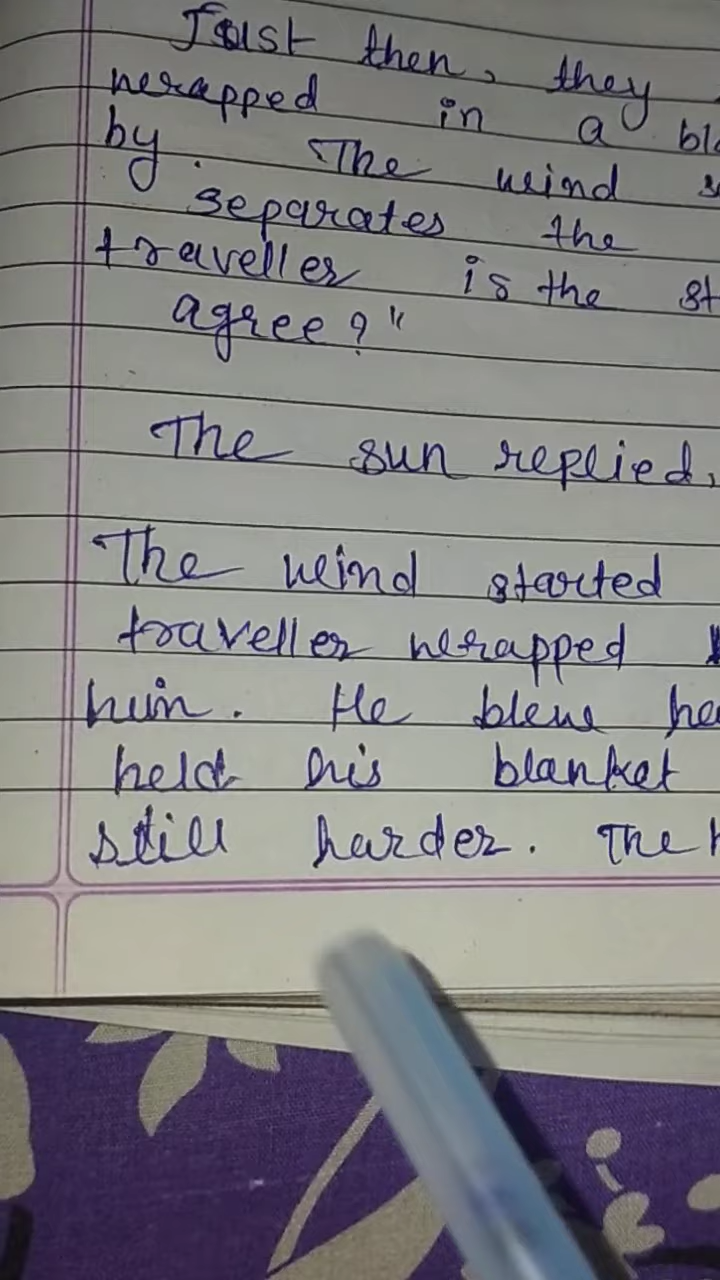 Just then, they
wrapped in a
by. The wind
separates the
traveller is the
agree?"
The sun replied,
The wind started
traveller wrapped
him. He blew
held his blanket
still harder. The